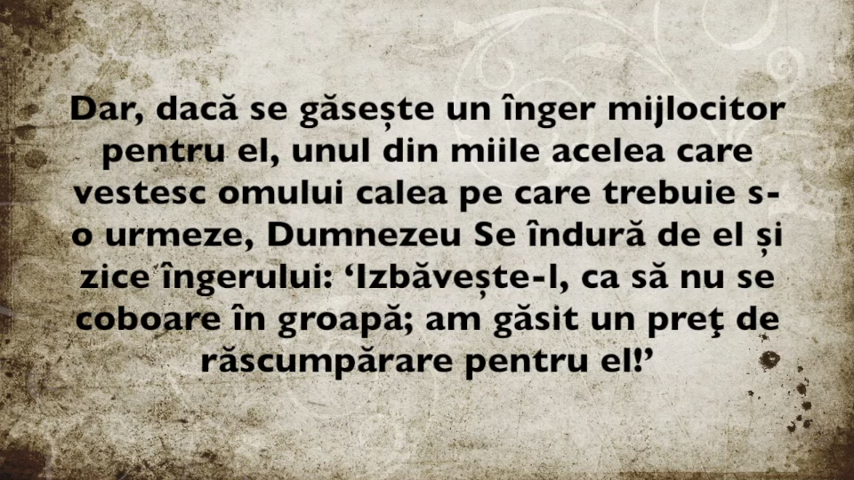 Dar, dacă se găsește un înger mijlocitor
pentru el, unul din miile acelea care
vestesc omului calea pe care trebuie s-
o urmeze, Dumnezeu Se îndură de el și
zice îngerului: ‘Izbăvește-l, ca să nu se
coboare în groapă; am găsit un preţ de
răscumpărare pentru el!’